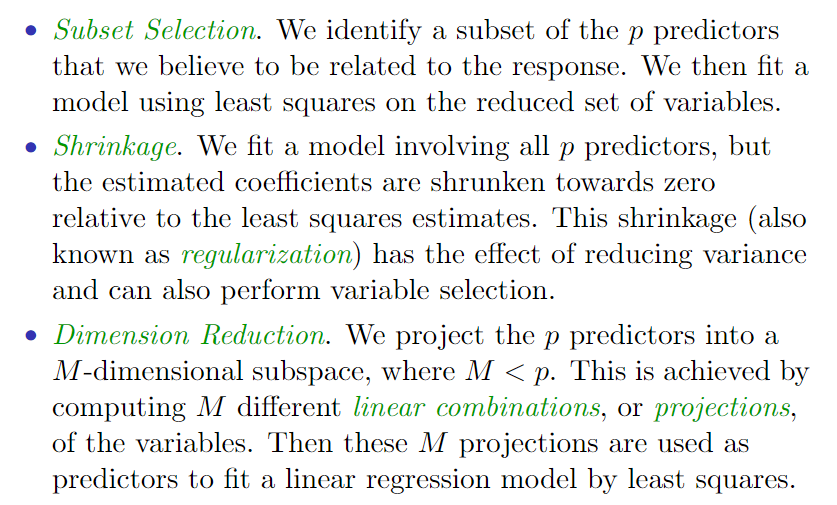 • Subset Selection. We identify a subset of the p predictors
that we believe to be related to the response. We then fit a
model using least squares on the reduced set of variables.
• Shrinkage. We fit a model involving all p predictors, but
the estimated coefficients are shrunken towards zero
relative to the least squares estimates. This shrinkage (also
known as regularization) has the effect of reducing variance
and can also perform variable selection.
• Dimension Reduction. We project the p predictors into a
M-dimensional subspace, where M < p. This is achieved by
computing M different linear combinations, or projections,
of the variables. Then these M projections are used as
predictors to fit a linear regression model by least squares.